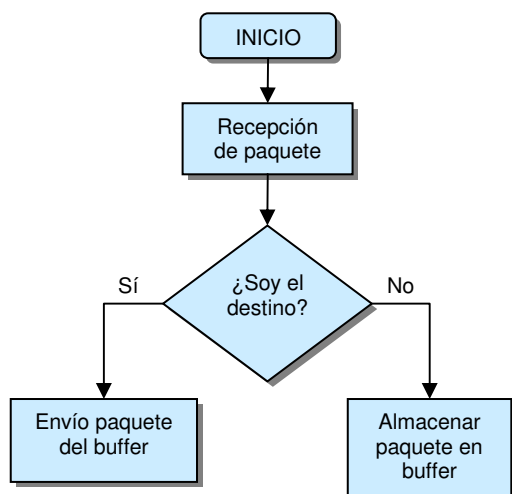 INICIO
Recepción
de paquete
¿Soy el
destino?
Sí
No
Envío paquete
del buffer
Almacenar
paquete en
buffer